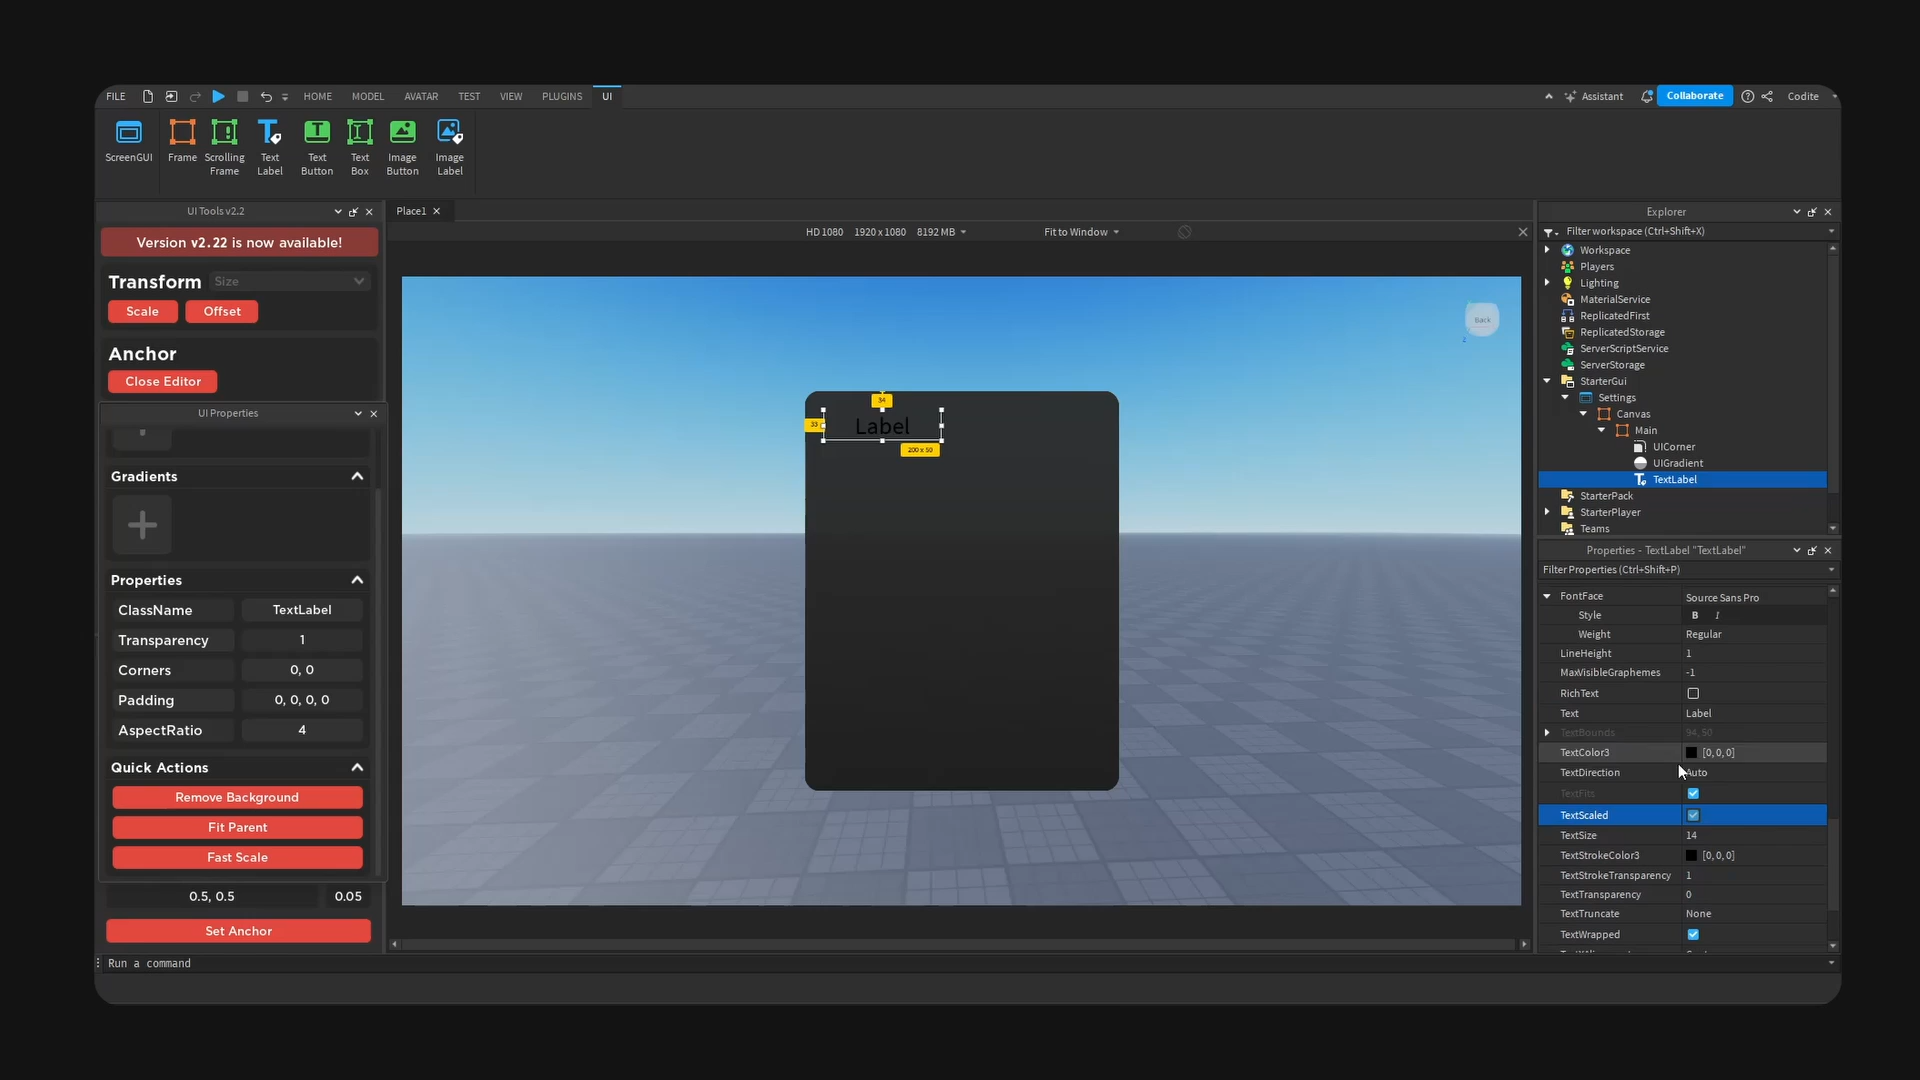 FILE HOME MODEL AVATAR TEST VIEW PLUGINS UI Assistant Collaborate Codite
ScreenGUI Frame Scrolling Frame Text Label Text Button Text Box Image Button Image Label
UI Tools v2.2
Version v2.22 is now available!
Transform Size
Scale Offset
Anchor
Close Editor
UI Properties
Gradients
Properties
ClassName TextLabel
Transparency 1
Corners 0, 0
Padding 0, 0, 0, 0
AspectRatio 4
Quick Actions
Remove Background
Fit Parent
Fast Scale
0.5, 0.5 0.05
Set Anchor
Run a command
Place1
HD 1080 1920 x 1080 8192 MB Fit to Window
Back
34
33
Label
200 x 50
Explorer
Filter workspace (Ctrl+Shift+X)
Workspace
Players
Lighting
MaterialService
ReplicatedFirst
ReplicatedStorage
ServerScriptService
ServerStorage
StarterGui
Settings
Canvas
Main
UICorner
UIGradient
TextLabel
StarterPack
StarterPlayer
Teams
Properties - TextLabel "TextLabel"
Filter Properties (Ctrl+Shift+P)
FontFace Source Sans Pro
Style B I
Weight Regular
LineHeight 1
MaxVisibleGraphemes -1
RichText
Text Label
TextBounds 94, 50
TextColor3 [0, 0, 0]
TextDirection Auto
TextFits
TextScaled
TextSize 14
TextStrokeColor3 [0, 0, 0]
TextStrokeTransparency 1
TextTransparency 0
TextTruncate None
TextWrapped